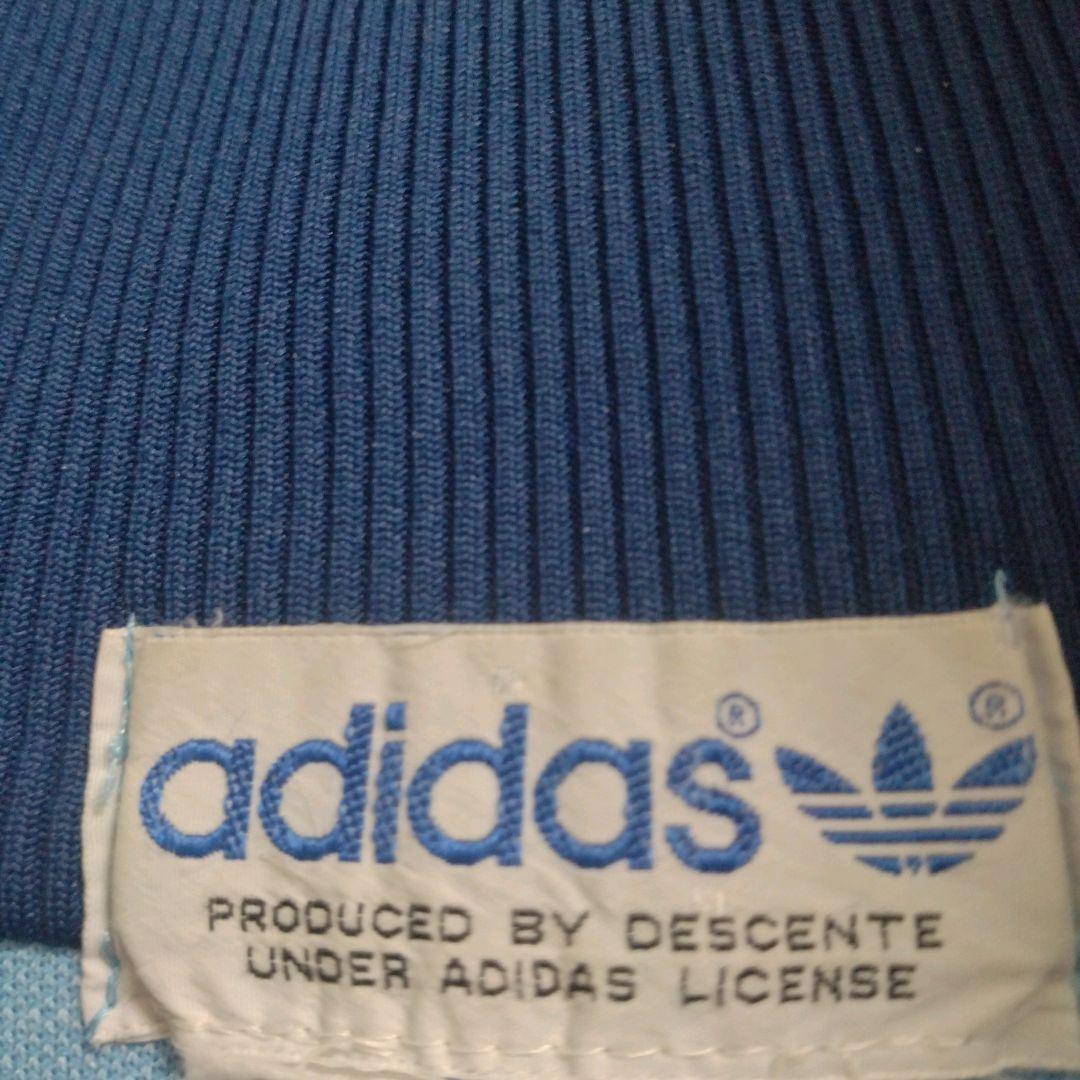 adidas® ®
PRODUCED BY DESCENTE
UNDER ADIDAS LICENSE